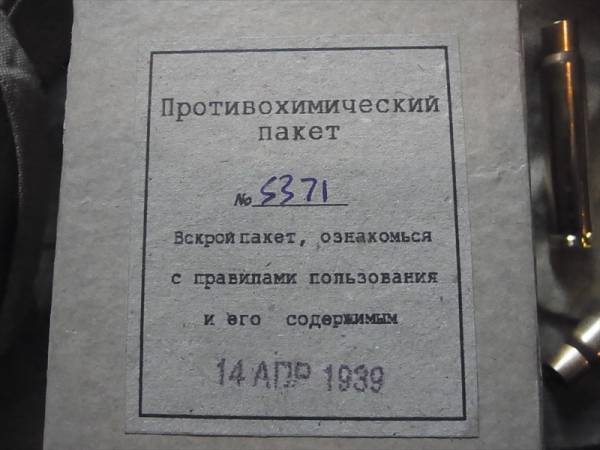 Противохимический
пакет
№ 5371
Вскрой пакет, ознакомься
с правилами пользования
и его содержимым
14 АПР 1939